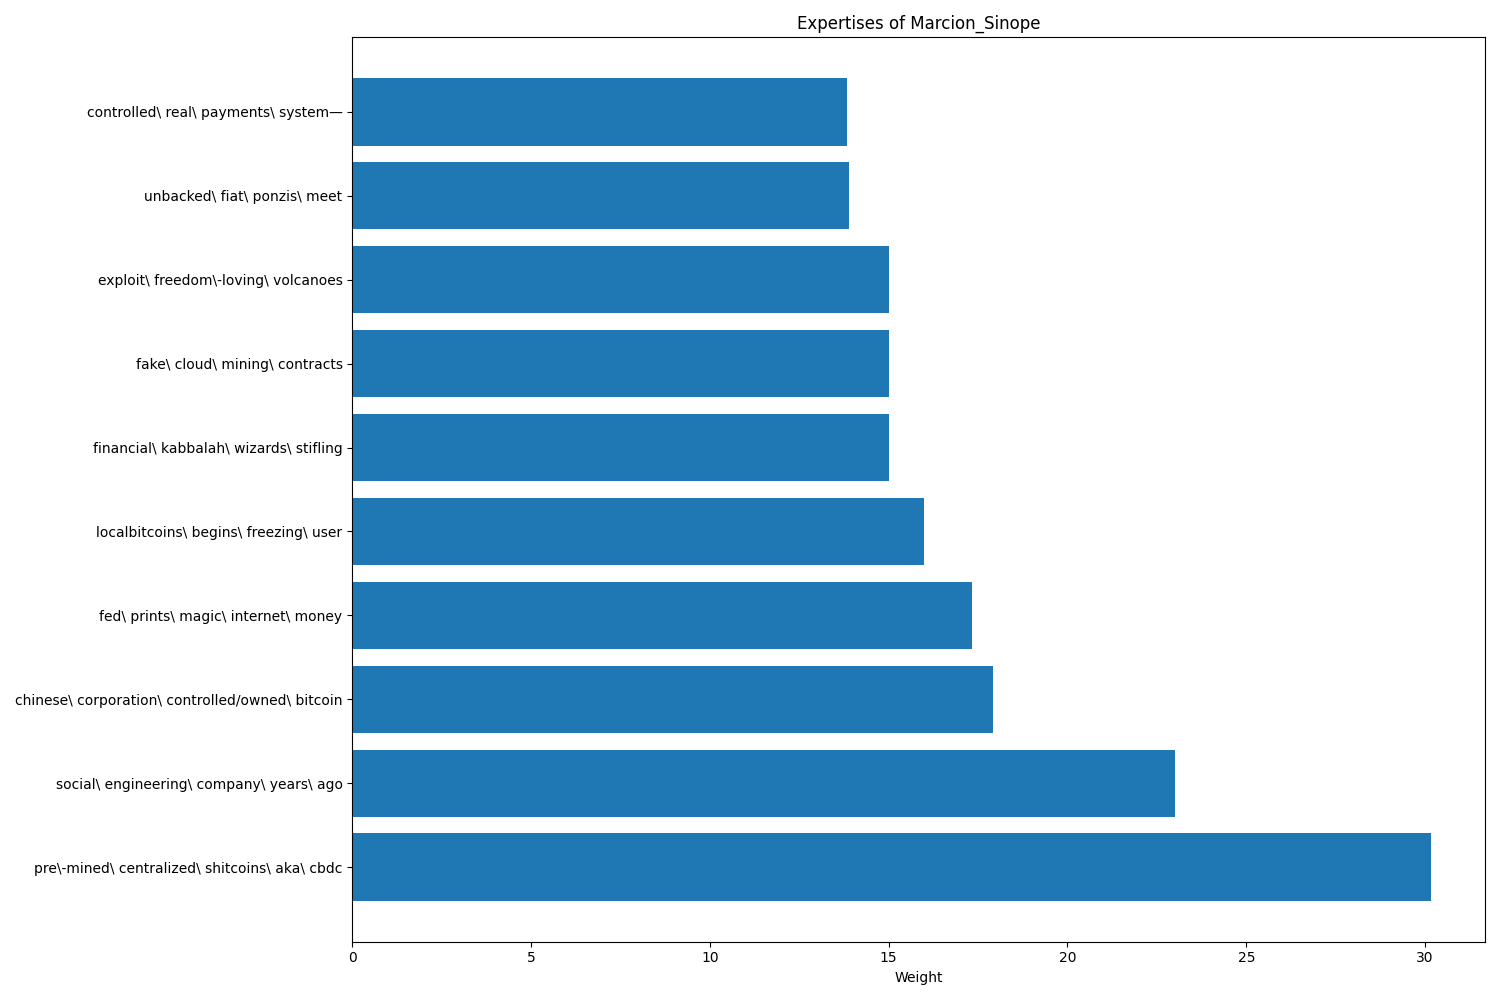 Expertises of Marcion_Sinope
controlled\ real\ payments\ system—
unbacked\ fiat\ ponzis\ meet
exploit\ freedom\-loving\ volcanoes
fake\ cloud\ mining\ contracts
financial\ kabbalah\ wizards\ stifling
localbitcoins\ begins\ freezing\ user
fed\ prints\ magic\ internet\ money
chinese\ corporation\ controlled/owned\ bitcoin
social\ engineering\ company\ years\ ago
pre\-mined\ centralized\ shitcoins\ aka\ cbdc
0 5 10 15 20 25 30
Weight